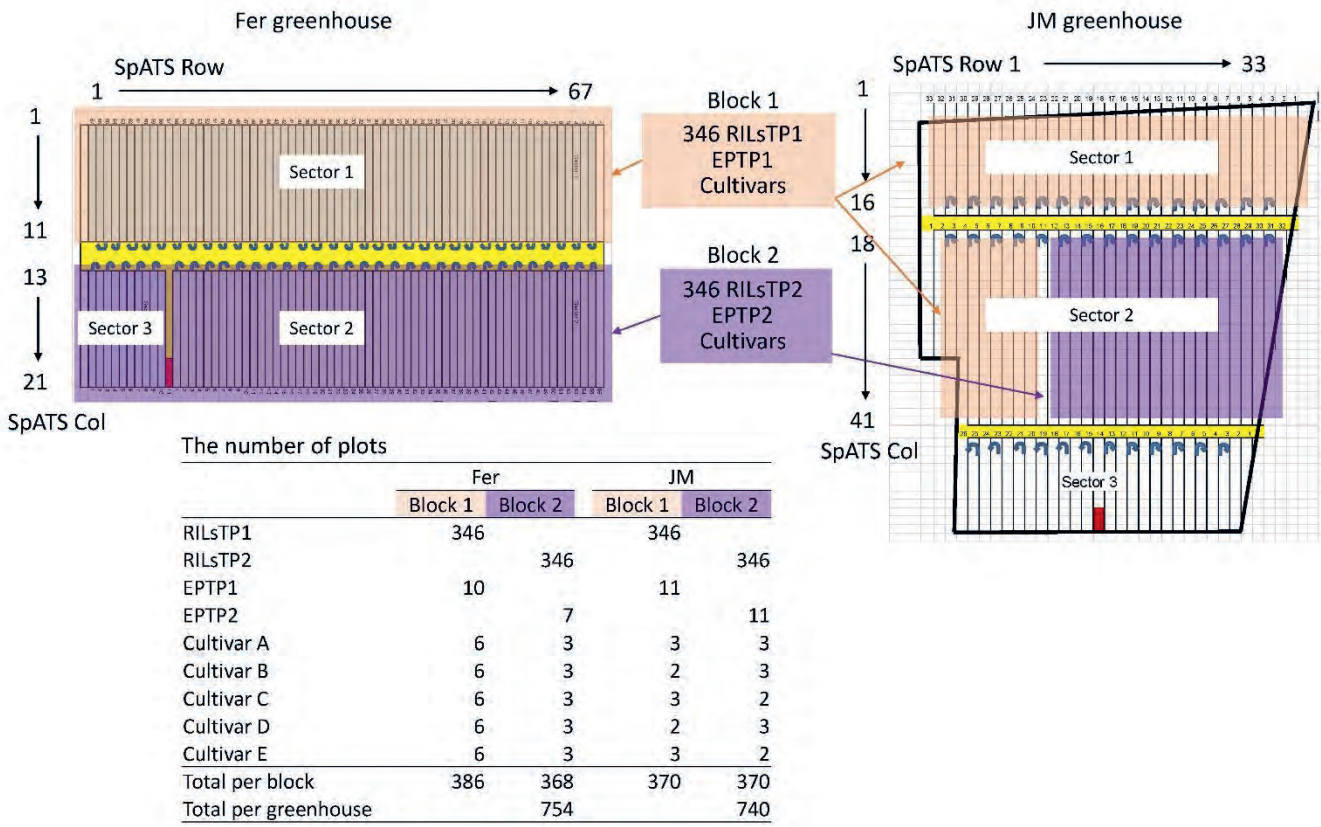 Fer greenhouse
SpATS Row
1
67
1
11
13
21
SpATS Col
Sector 1
Sector 3
Sector 2
Block 1
346 RILsTP1
EPTP1
Cultivars
Block 2
346 RILsTP2
EPTP2
Cultivars
JM greenhouse
SpATS Row 1
33
1
16
18
41
SpATS Col
Sector 1
Sector 2
Sector 3
The number of plots
Fer JM
Block 1 Block 2 Block 1 Block 2
RILsTP1 346 346
RILsTP2 346 346
EPTP1 10 11
EPTP2 7 11
Cultivar A 6 3 3 3
Cultivar B 6 3 2 3
Cultivar C 6 3 3 2
Cultivar D 6 3 2 3
Cultivar E 6 3 3 2
Total per block 386 368 370 370
Total per greenhouse 754 740